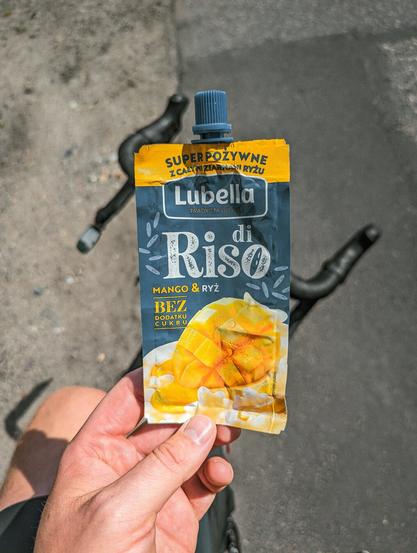 SUPERPOŻYWNE
Z CAŁYMI ZIARNAMI RYŻU
Lubella
di
Riso
MANGO & RYŻ
BEZ
DODATKU
CUKRU